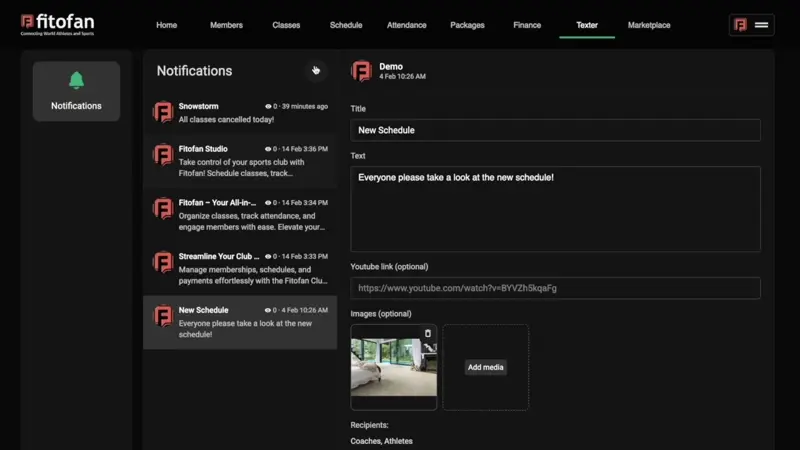 fitofan
Connecting World Athletes and Sports
Home
Members
Classes
Schedule
Attendance
Packages
Finance
Texter
Marketplace
Notifications
Notifications
Snowstorm
0 · 39 minutes ago
All classes cancelled today!
Fitofan Studio
0 · 14 Feb 3:36 PM
Take control of your sports club with
Fitofan! Schedule classes, track...
Fitofan – Your All-in-...
0 · 14 Feb 3:34 PM
Organize classes, track attendance, and
engage members with ease. Elevate your...
Streamline Your Club ...
0 · 14 Feb 3:33 PM
Manage memberships, schedules, and
payments effortlessly with the Fitofan Clu...
New Schedule
0 · 4 Feb 10:26 AM
Everyone please take a look at the new
schedule!
Demo
4 Feb 10:26 AM
Title
New Schedule
Text
Everyone please take a look at the new schedule!
Youtube link (optional)
https://www.youtube.com/watch?v=BYVZh5kqaFg
Images (optional)
Add media
Recipients:
Coaches, Athletes